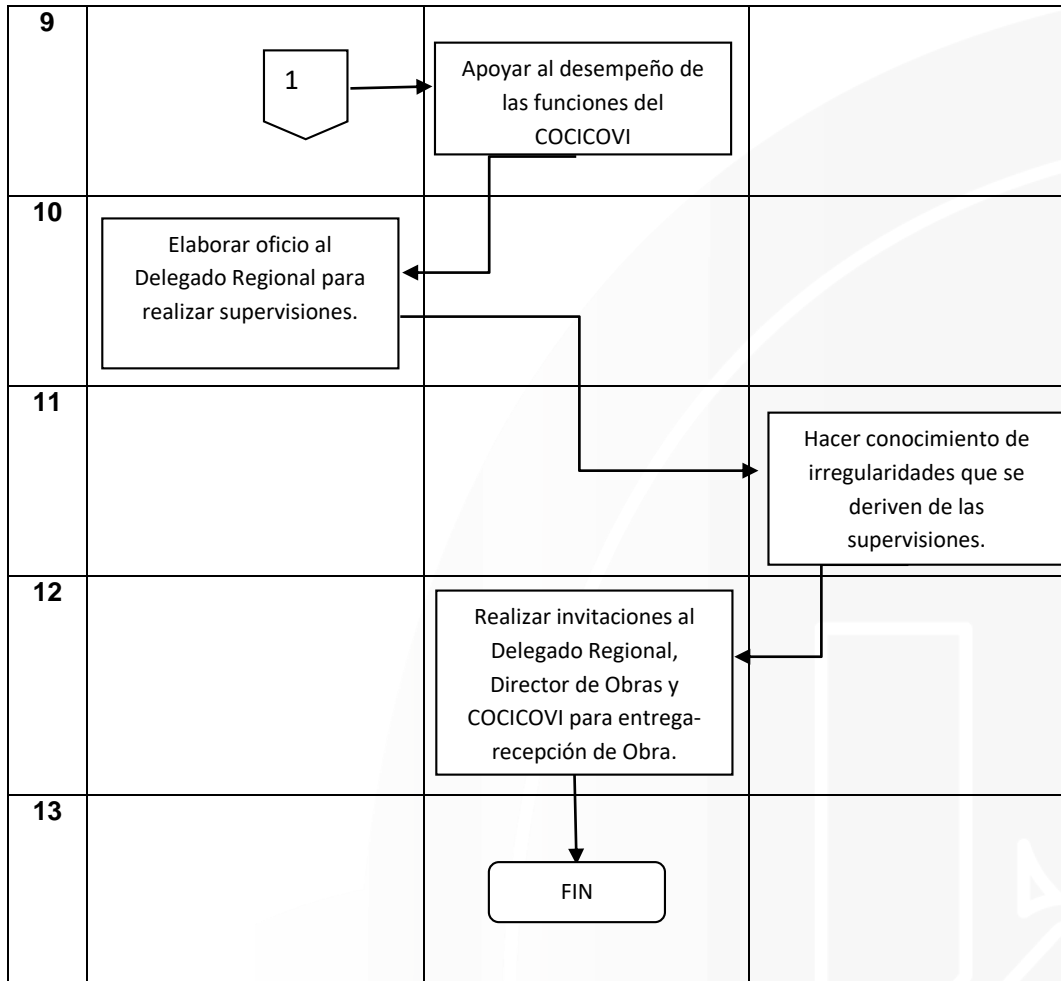 9
1
Apoyar al desempeño de
las funciones del
COCICOVI
10
Elaborar oficio al
Delegado Regional para
realizar supervisiones.
11
Hacer conocimiento de
irregularidades que se
deriven de las
supervisiones.
12
Realizar invitaciones al
Delegado Regional,
Director de Obras y
COCICOVI para entrega-
recepción de Obra.
13
FIN